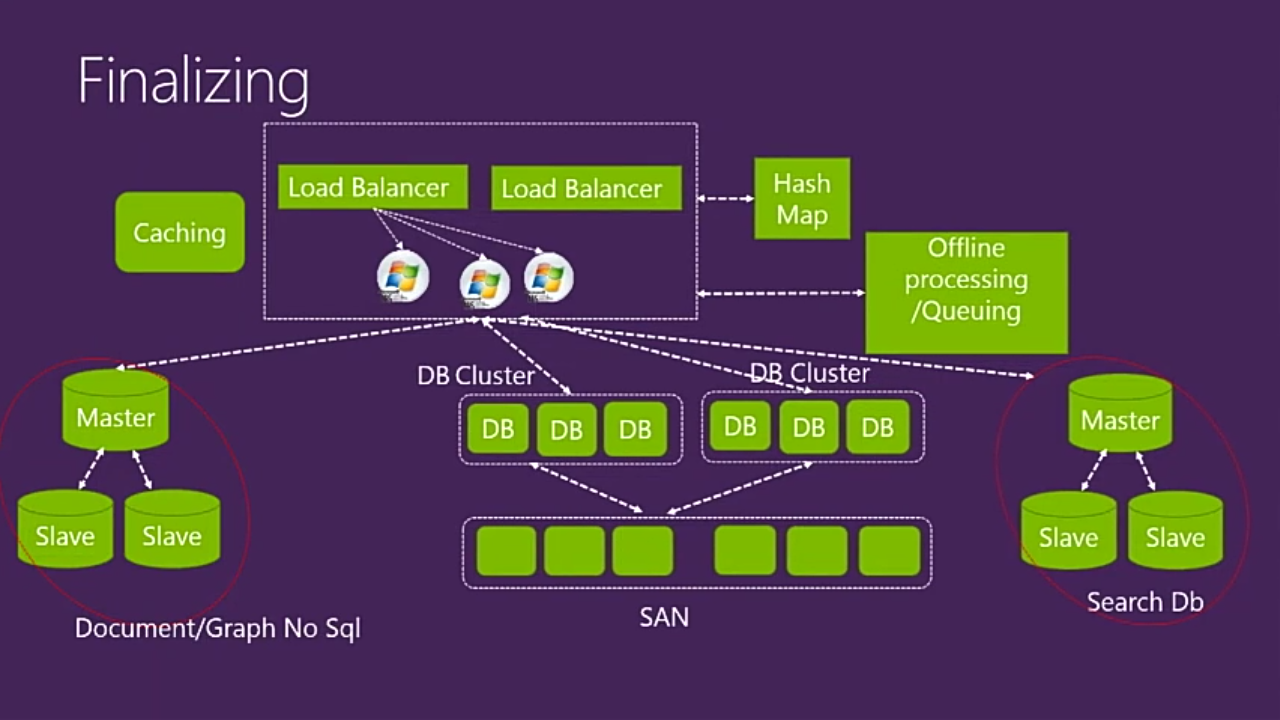 Finalizing
Load Balancer
Load Balancer
Hash
Map
Caching
Offline
processing
/Queuing
DB Cluster
DB Cluster
Master
DB
DB
DB
DB
DB
DB
Master
Slave
Slave
Slave
Slave
Search Db
SAN
Document/Graph No Sql